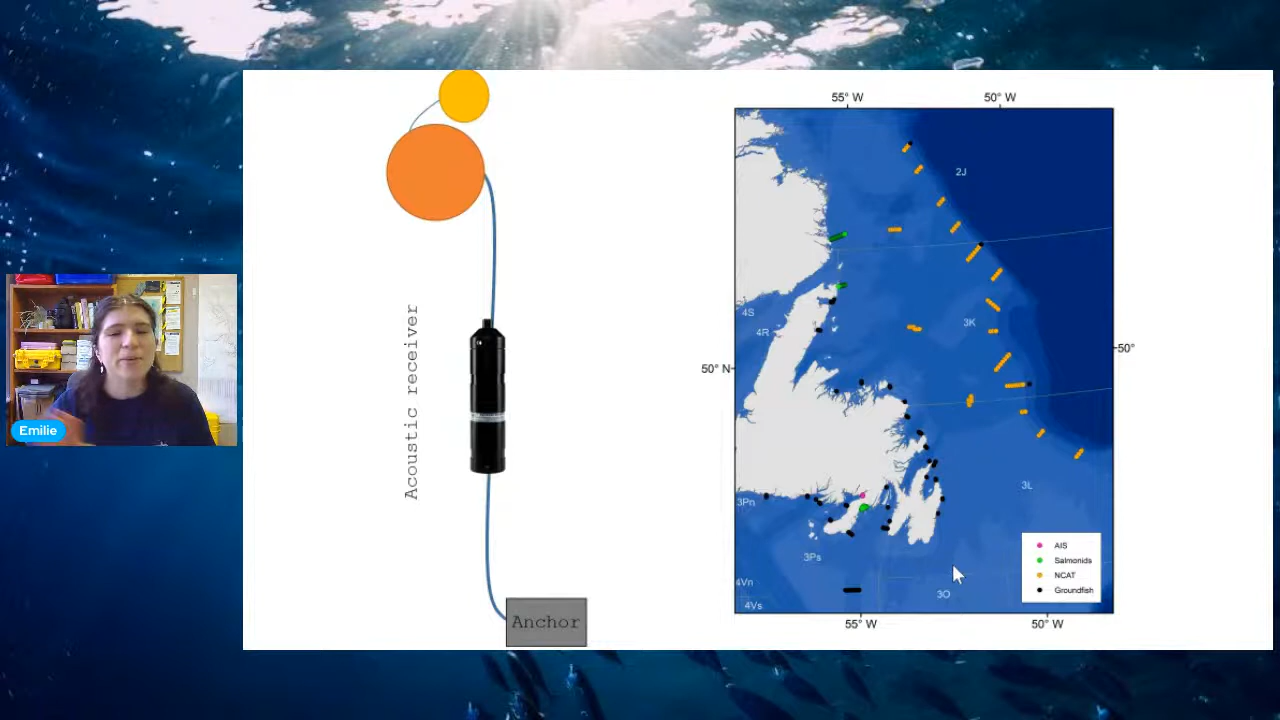 Emilie
Acoustic receiver
Anchor
55° W
50° W
2J
4S
4R
3K
50°
50° N
3L
3Pn
3Ps
4Vn
4Vs
3O
AIS
Salmonids
NCAT
Groundfish
55° W
50° W